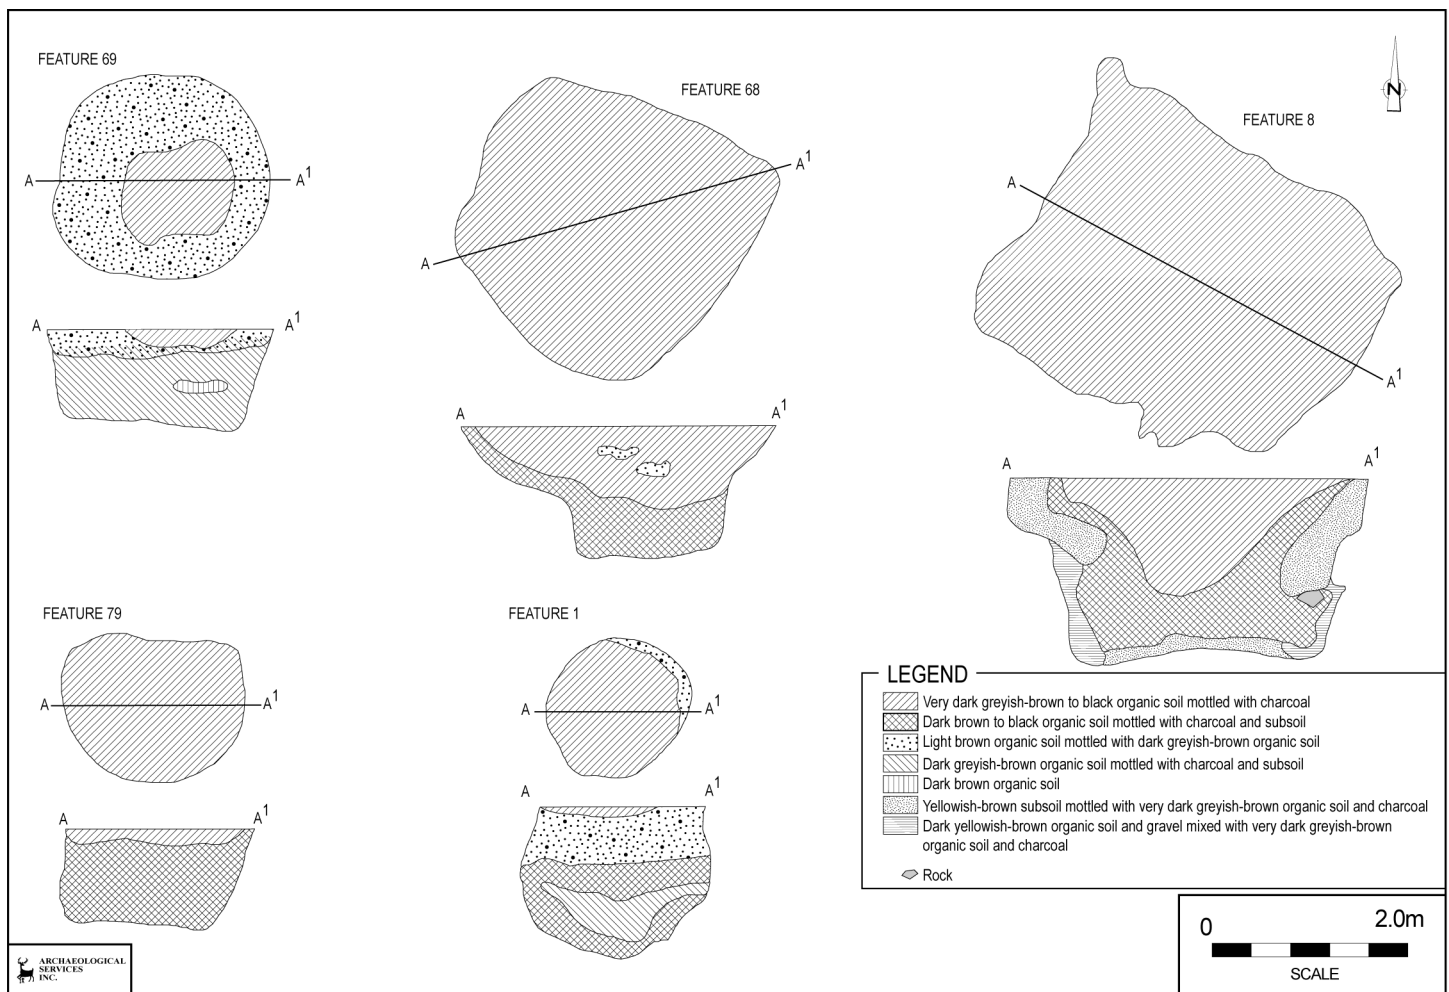 FEATURE 69
A A1
A A1
FEATURE 68
A A1
A A1
FEATURE 8
A A1
A A1
N
FEATURE 79
A A1
A A1
FEATURE 1
A A1
A A1
LEGEND
Very dark greyish-brown to black organic soil mottled with charcoal
Dark brown to black organic soil mottled with charcoal and subsoil
Light brown organic soil mottled with dark greyish-brown organic soil
Dark greyish-brown organic soil mottled with charcoal and subsoil
Dark brown organic soil
Yellowish-brown subsoil mottled with very dark greyish-brown organic soil and charcoal
Dark yellowish-brown organic soil and gravel mixed with very dark greyish-brown
organic soil and charcoal
Rock
0 2.0m
SCALE
ARCHAEOLOGICAL
SERVICES
INC.